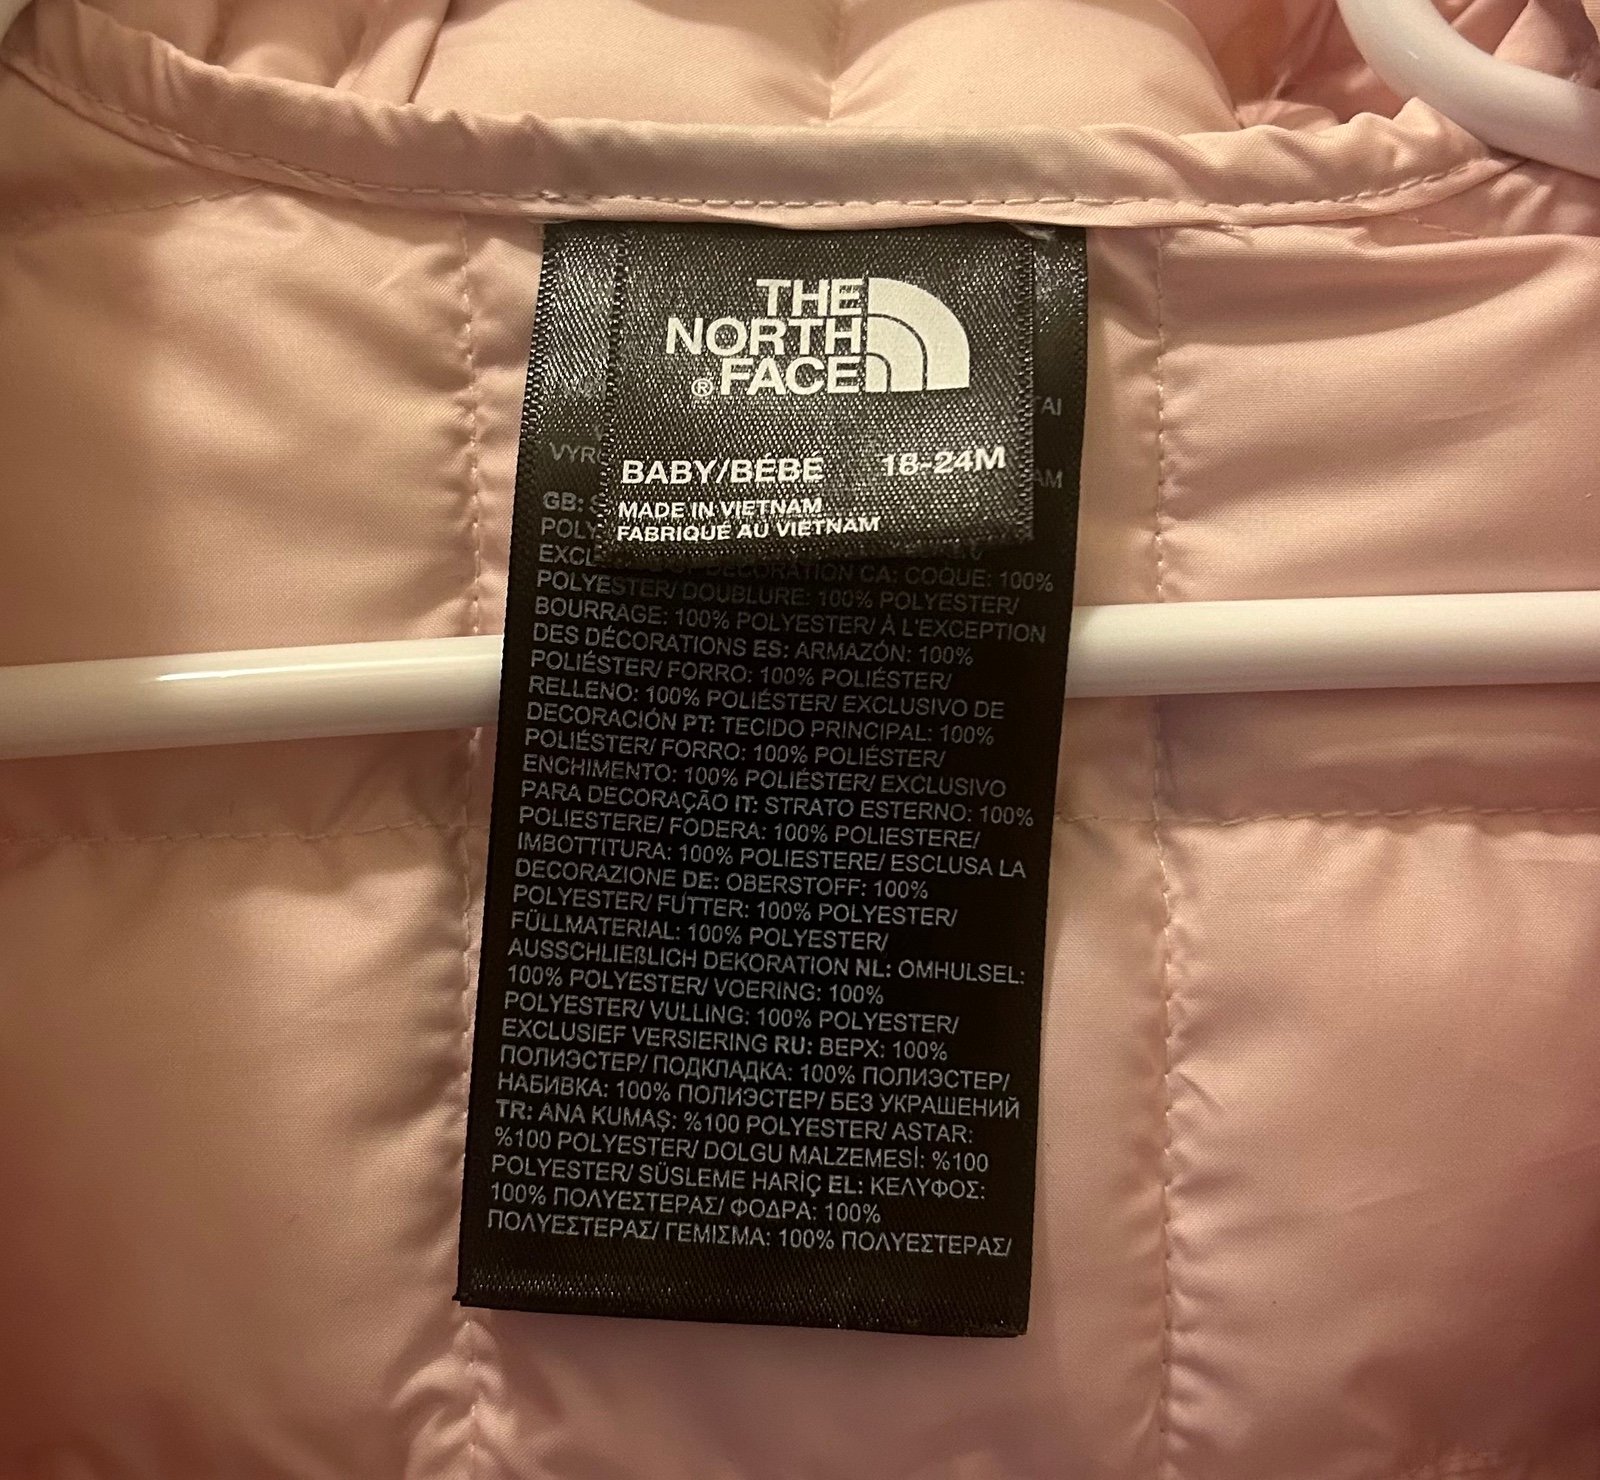 THE
NORTH
® FACE
BABY/BÉBÉ 18-24M
MADE IN VIETNAM
FABRIQUÉ AU VIETNAM
GB:
DECORATION CA: COQUE: 100%
POLYESTER/ DOUBLURE: 100% POLYESTER/
BOURRAGE: 100% POLYESTER/ À L'EXCEPTION
DES DÉCORATIONS ES: ARMAZÓN: 100%
POLIÉSTER/ FORRO: 100% POLIÉSTER/
RELLENO: 100% POLIÉSTER/ EXCLUSIVO DE
DECORACIÓN PT: TECIDO PRINCIPAL: 100%
POLIÉSTER/ FORRO: 100% POLIÉSTER/
ENCHIMENTO: 100% POLIÉSTER/ EXCLUSIVO
PARA DECORAÇÃO IT: STRATO ESTERNO: 100%
POLIESTERE/ FODERA: 100% POLIESTERE/
IMBOTTITURA: 100% POLIESTERE/ ESCLUSA LA
DECORAZIONE DE: OBERSTOFF: 100%
POLYESTER/ FUTTER: 100% POLYESTER/
FÜLLMATERIAL: 100% POLYESTER/
AUSSCHLIEßLICH DEKORATION NL: OMHULSEL:
100% POLYESTER/ VOERING: 100%
POLYESTER/ VULLING: 100% POLYESTER/
EXCLUSIEF VERSIERING RU: ВЕРХ: 100%
ПОЛИЭСТЕР/ ПОДКЛАДКА: 100% ПОЛИЭСТЕР/
НАБИВКА: 100% ПОЛИЭСТЕР/ БЕЗ УКРАШЕНИЙ
TR: ANA KUMAŞ: %100 POLYESTER/ ASTAR:
%100 POLYESTER/ DOLGU MALZEMESİ: %100
POLYESTER/ SÜSLEME HARİÇ EL: ΚΕΛΥΦΟΣ:
100% ΠΟΛΥΕΣΤΕΡΑΣ/ ΦΟΔΡΑ: 100%
ΠΟΛΥΕΣΤΕΡΑΣ/ ΓΕΜΙΣΜΑ: 100% ΠΟΛΥΕΣΤΕΡΑΣ/